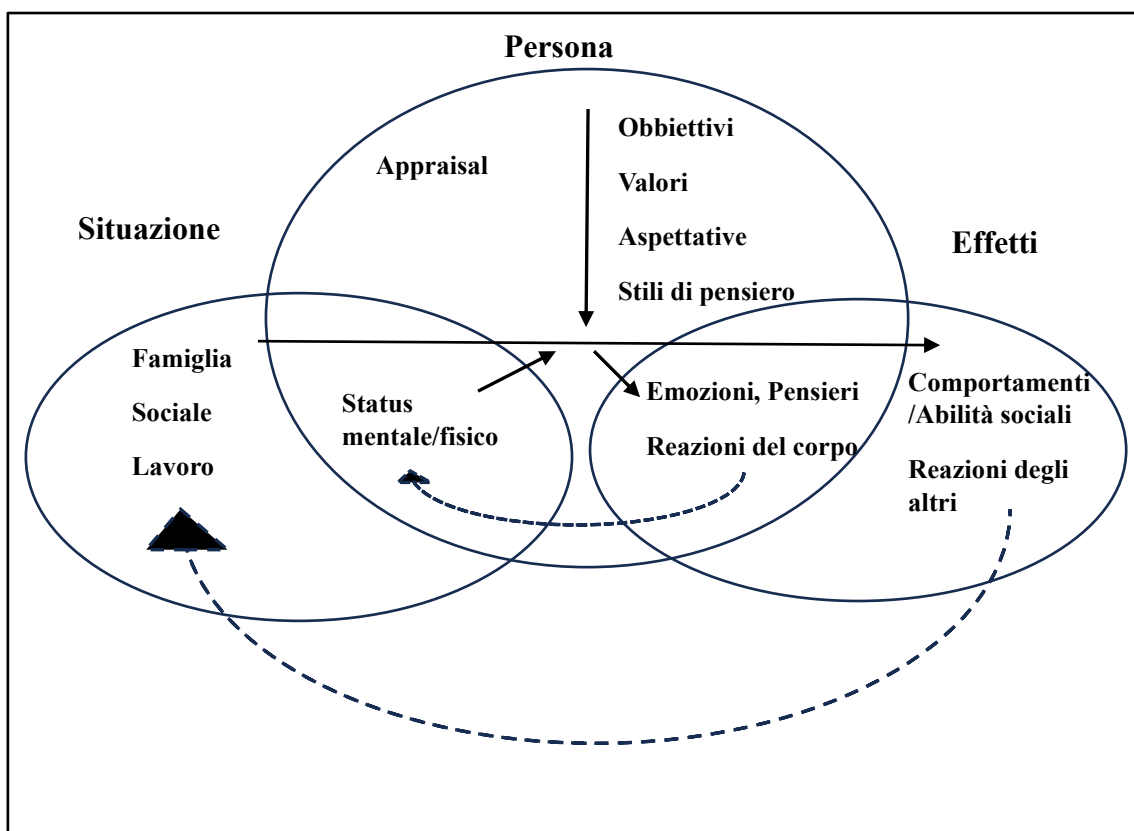 Persona
Obbiettivi
Appraisal
Valori
Situazione
Aspettative
Effetti
Stili di pensiero
Famiglia
Sociale
Lavoro
Status
mentale/fisico
Emozioni, Pensieri
Reazioni del corpo
Comportamenti
/Abilità sociali
Reazioni degli
altri